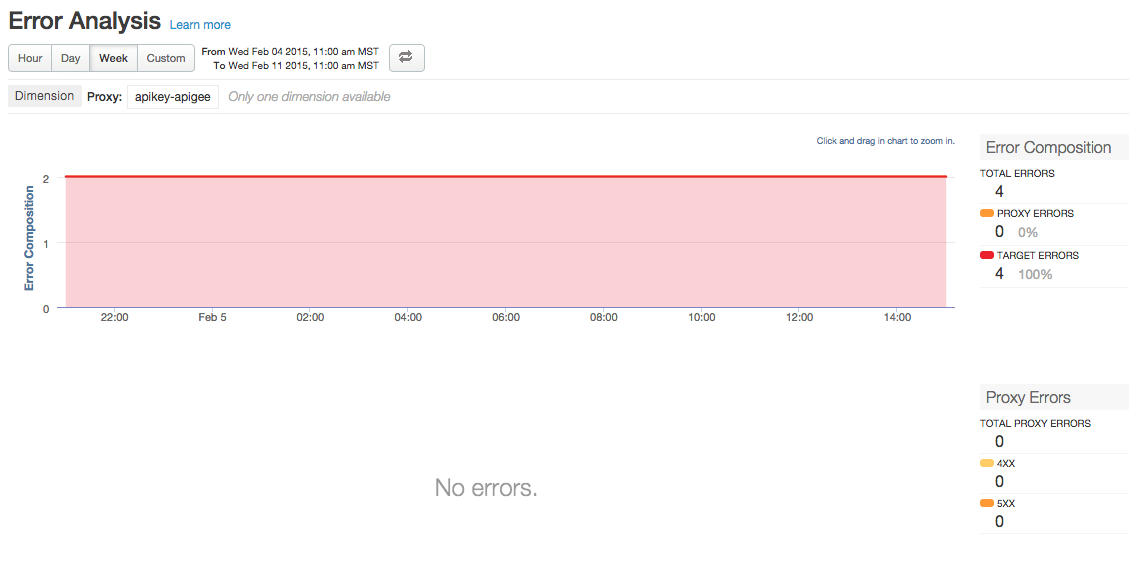 Error Analysis Learn more
Hour Day Week Custom
From Wed Feb 04 2015, 11:00 am MST
To Wed Feb 11 2015, 11:00 am MST
Dimension Proxy: apikey-apigee Only one dimension available
Click and drag in chart to zoom in.
Error Composition
2
1
0
22:00 Feb 5 02:00 04:00 06:00 08:00 10:00 12:00 14:00
Error Composition
TOTAL ERRORS
4
PROXY ERRORS
0 0%
TARGET ERRORS
4 100%
No errors.
Proxy Errors
TOTAL PROXY ERRORS
0
4XX
0
5XX
0